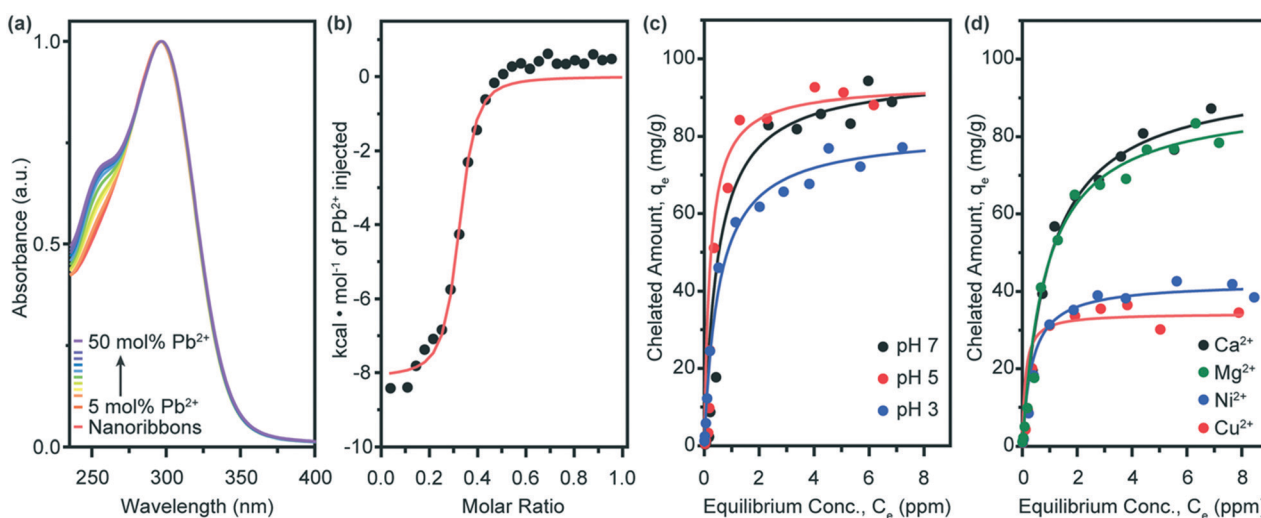 (a)
1.0
0.5
0.0
Absorbance (a.u.)
50 mol% Pb²⁺
5 mol% Pb²⁺
Nanoribbons
250 300 350 400
Wavelength (nm)
(b)
0
-2
-4
-6
-8
-10
kcal • mol⁻¹ of Pb²⁺ injected
0.0 0.2 0.4 0.6 0.8 1.0
Molar Ratio
(c)
100
80
60
40
20
0
Chelated Amount, qₑ (mg/g)
pH 7
pH 5
pH 3
0 2 4 6 8
Equilibrium Conc., Cₑ (ppm)
(d)
100
80
60
40
20
0
Chelated Amount, qₑ (mg/g)
Ca²⁺
Mg²⁺
Ni²⁺
Cu²⁺
0 2 4 6 8
Equilibrium Conc., Cₑ (ppm)